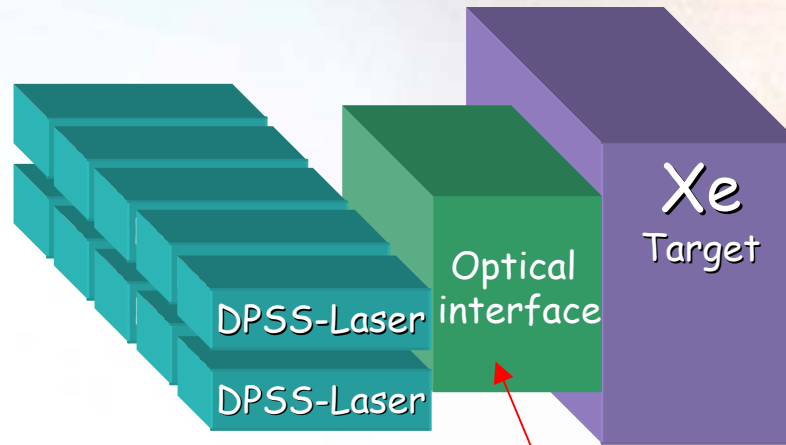 Xe
Target
Optical
interface
DPSS-Laser
DPSS-Laser